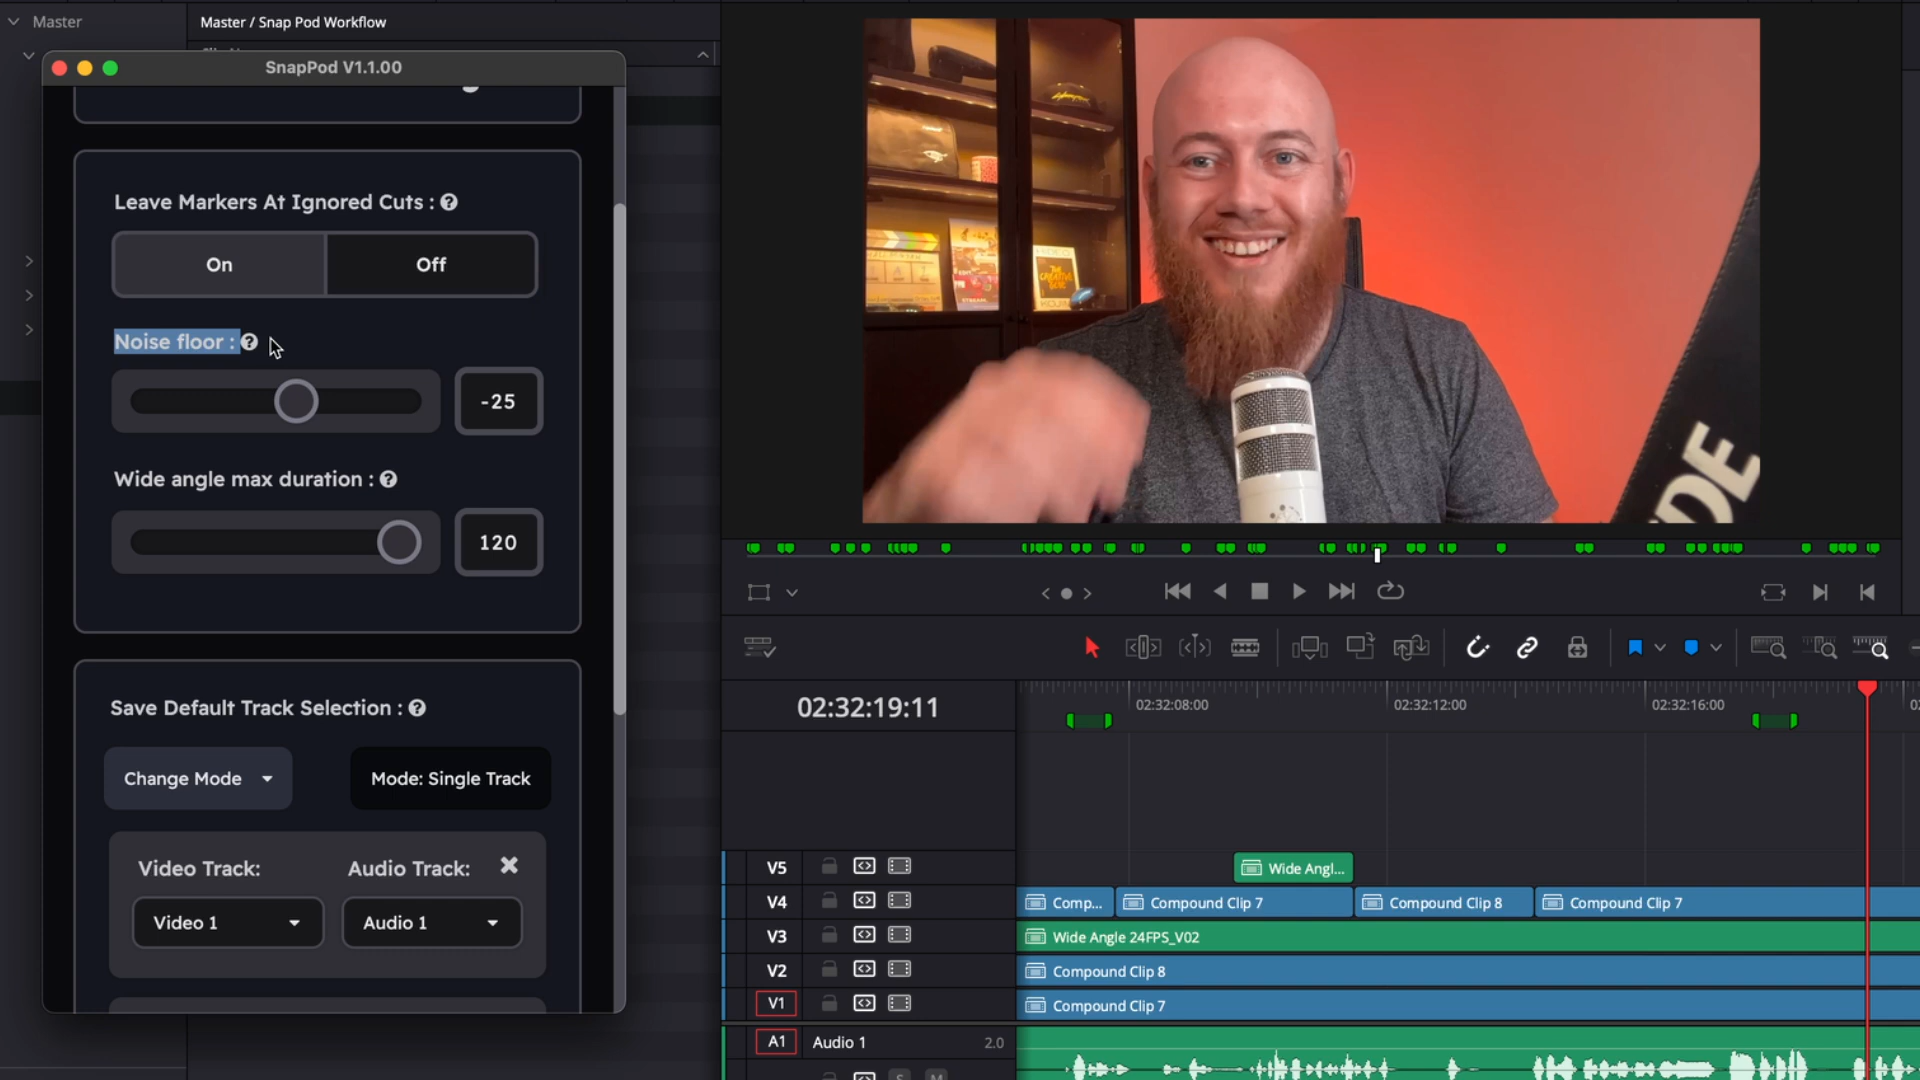 Master
Master / Snap Pod Workflow
SnapPod V1.1.00
Leave Markers At Ignored Cuts :
On
Off
Noise floor :
-25
Wide angle max duration :
120
Save Default Track Selection :
Change Mode
Mode: Single Track
Video Track:
Audio Track:
Video 1
Audio 1
DE
02:32:19:11
02:32:08:00
02:32:12:00
02:32:16:00
V5
Wide Angl...
V4
Comp...
Compound Clip 7
Compound Clip 8
Compound Clip 7
V3
Wide Angle 24FPS_V02
V2
Compound Clip 8
V1
Compound Clip 7
A1
Audio 1
2.0
S
M